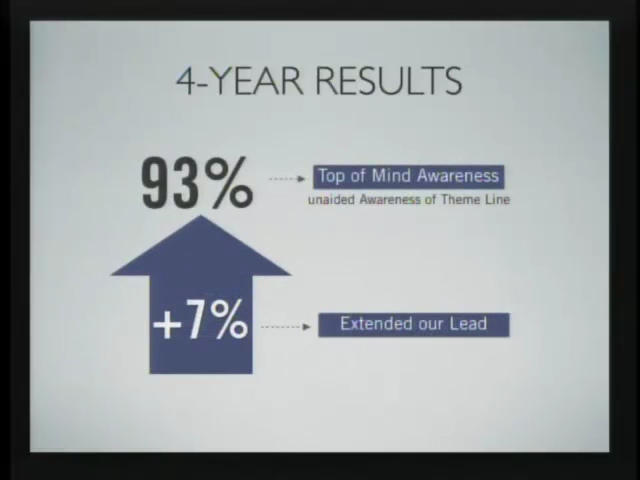 4-YEAR RESULTS
93%
Top of Mind Awareness
unaided Awareness of Theme Line
+7%
Extended our Lead